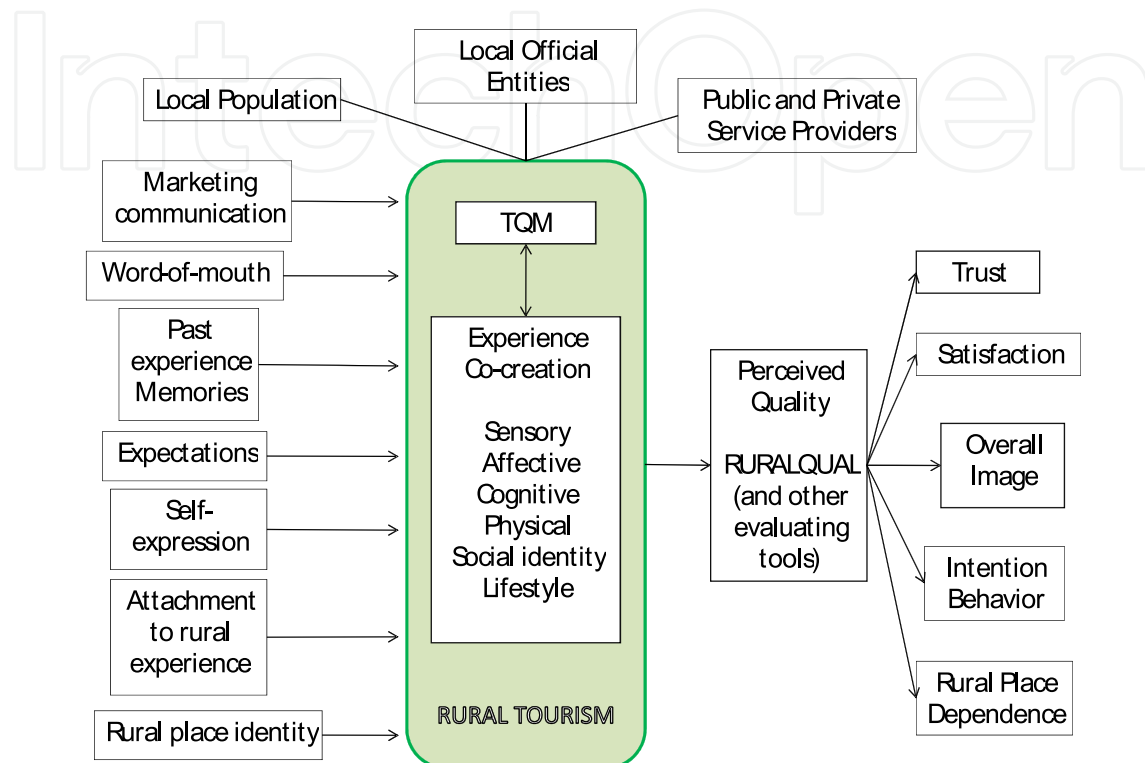 IntechOpen
Local Official
Entities
Local Population
Public and Private
Service Providers
Marketing
communication
Word-of-mouth
Past
experience
Memories
Expectations
Self-
expression
Attachment
to rural
experience
Rural place identity
TQM
Experience
Co-creation
Sensory
Affective
Cognitive
Physical
Social identity
Lifestyle
RURAL TOURISM
Perceived
Quality
RURALQUAL
(and other
evaluating
tools)
Trust
Satisfaction
Overall
Image
Intention
Behavior
Rural Place
Dependence